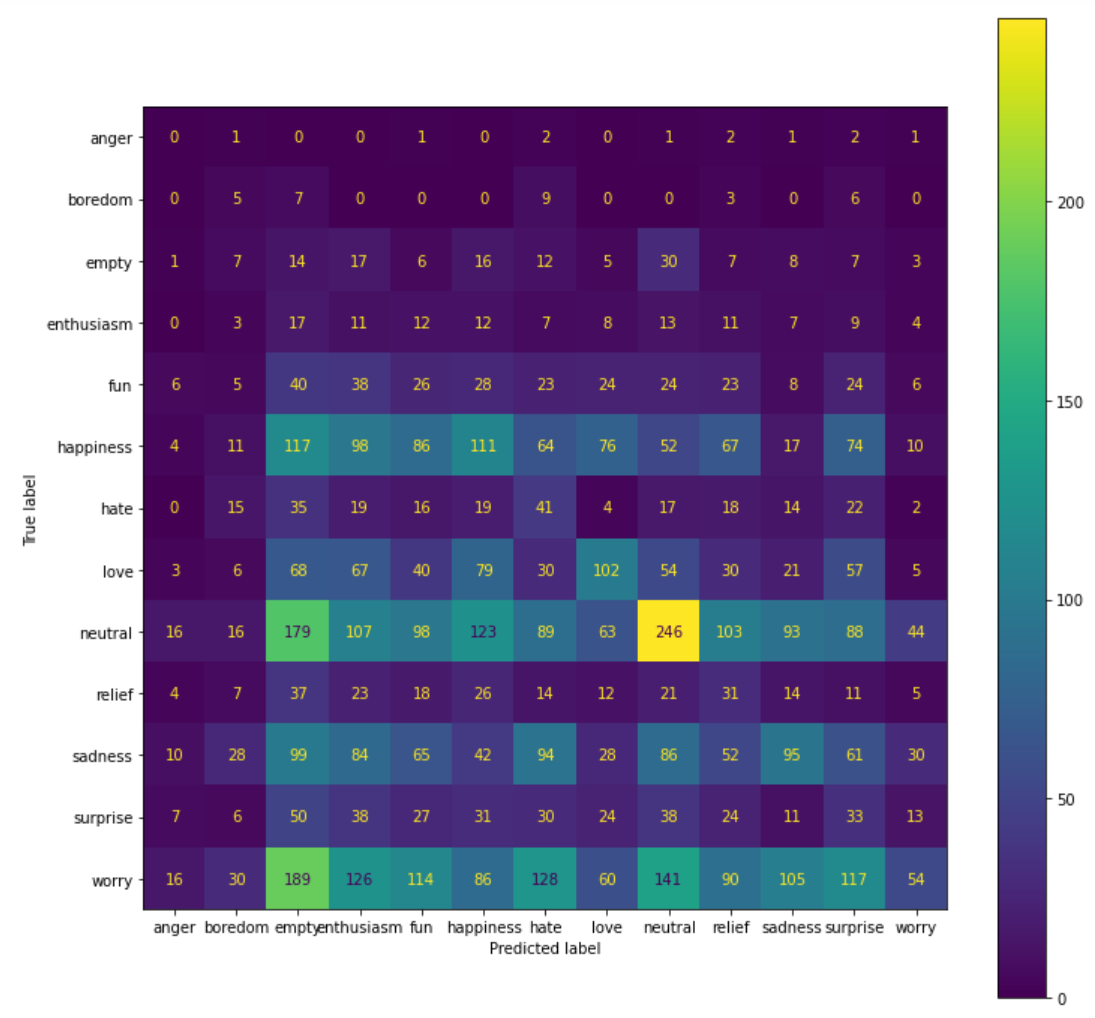 anger 0 1 0 0 1 0 2 0 1 2 1 2 1
boredom 0 5 7 0 0 0 9 0 0 3 0 6 0
empty 1 7 14 17 6 16 12 5 30 7 8 7 3
enthusiasm 0 3 17 11 12 12 7 8 13 11 7 9 4
fun 6 5 40 38 26 28 23 24 24 23 8 24 6
happiness 4 11 117 98 86 111 64 76 52 67 17 74 10
hate 0 15 35 19 16 19 41 4 17 18 14 22 2
love 3 6 68 67 40 79 30 102 54 30 21 57 5
neutral 16 16 179 107 98 123 89 63 246 103 93 88 44
relief 4 7 37 23 18 26 14 12 21 31 14 11 5
sadness 10 28 99 84 65 42 94 28 86 52 95 61 30
surprise 7 6 50 38 27 31 30 24 38 24 11 33 13
worry 16 30 189 126 114 86 128 60 141 90 105 117 54
anger boredom empty enthusiasm fun happiness hate love neutral relief sadness surprise worry
Predicted label
True label
200
150
100
50
0